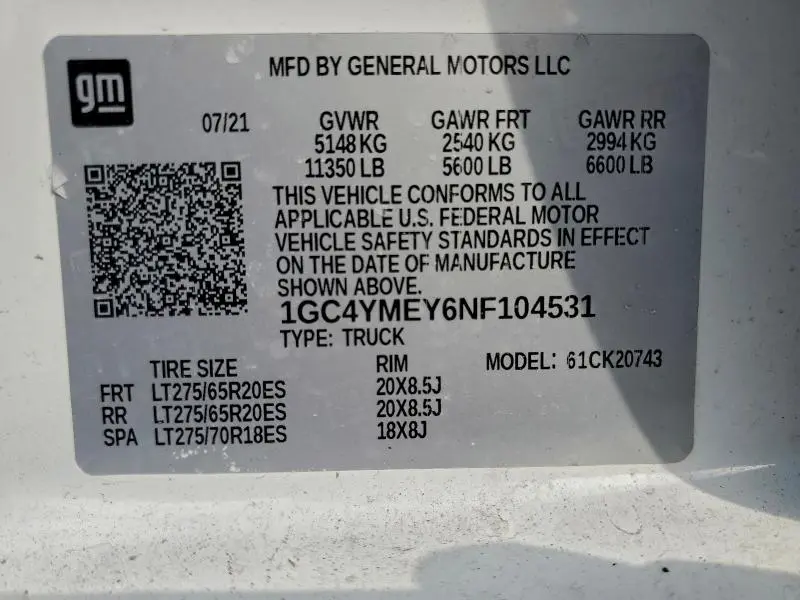 gm
MFD BY GENERAL MOTORS LLC
07/21 GVWR GAWR FRT GAWR RR
5148 KG 2540 KG 2994 KG
11350 LB 5600 LB 6600 LB
THIS VEHICLE CONFORMS TO ALL
APPLICABLE U.S. FEDERAL MOTOR
VEHICLE SAFETY STANDARDS IN EFFECT
ON THE DATE OF MANUFACTURE
SHOWN ABOVE.
1GC4YMEY6NF104531
TYPE: TRUCK
TIRE SIZE RIM MODEL: 61CK20743
FRT LT275/65R20ES 20X8.5J
RR LT275/65R20ES 20X8.5J
SPA LT275/70R18ES 18X8J